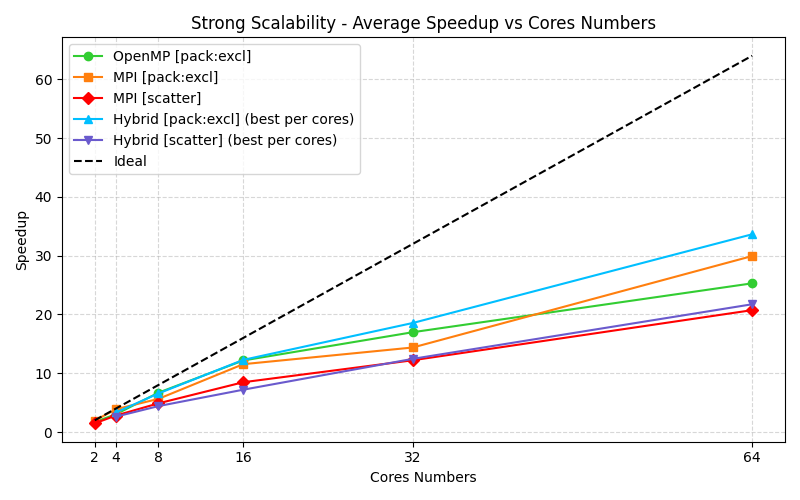 Strong Scalability - Average Speedup vs Cores Numbers
OpenMP [pack:excl]
MPI [pack:excl]
MPI [scatter]
Hybrid [pack:excl] (best per cores)
Hybrid [scatter] (best per cores)
Ideal
Speedup
60
50
40
30
20
10
0
2 4 8 16 32 64
Cores Numbers